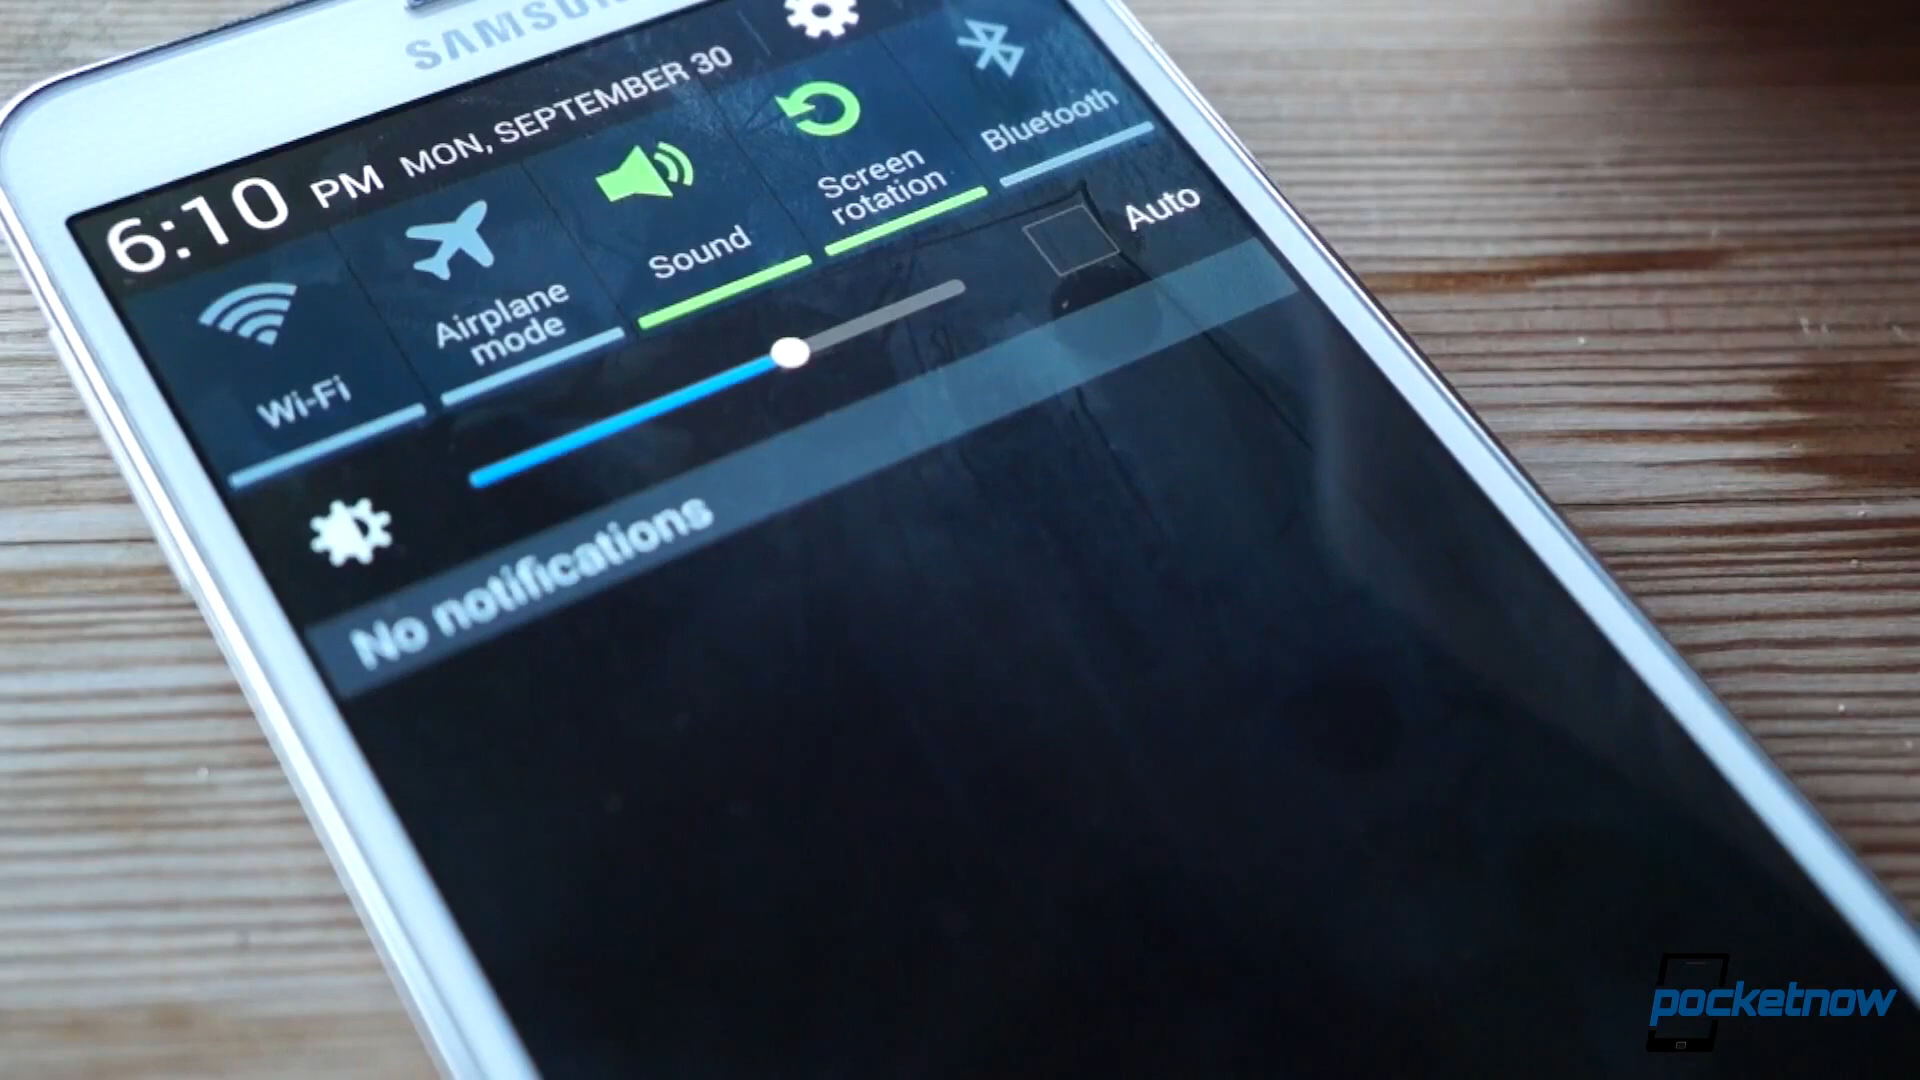 SAMSUNG
6:10 PM MON, SEPTEMBER 30
Wi-Fi
Airplane
mode
Sound
Screen
rotation
Bluetooth
Auto
No notifications
pocketnow